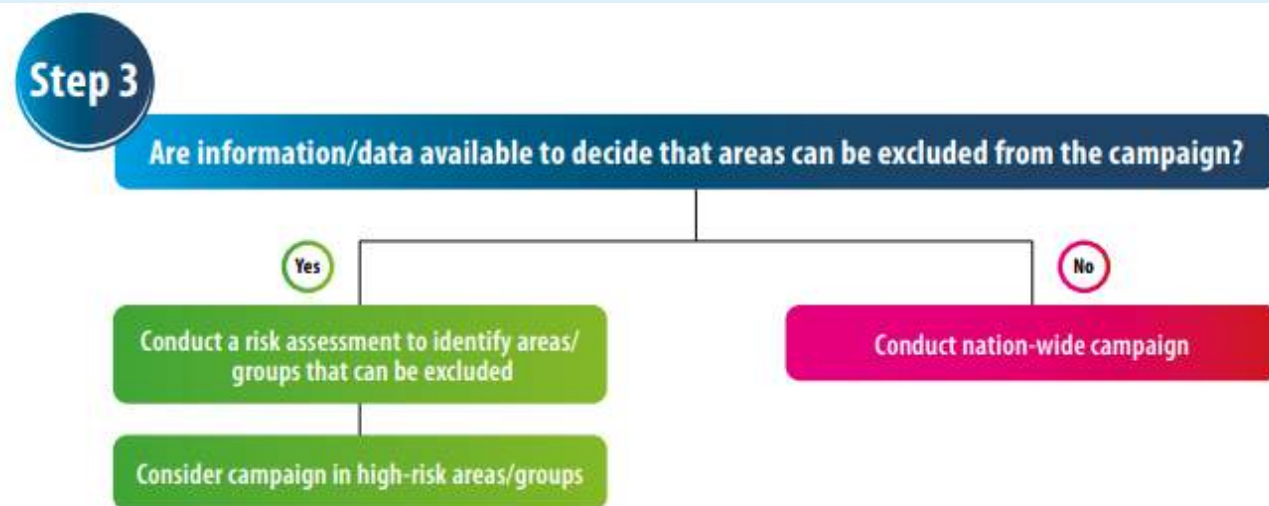 Step 3
Are information/data available to decide that areas can be excluded from the campaign?
Yes
No
Conduct a risk assessment to identify areas/
groups that can be excluded
Conduct nation-wide campaign
Consider campaign in high-risk areas/groups